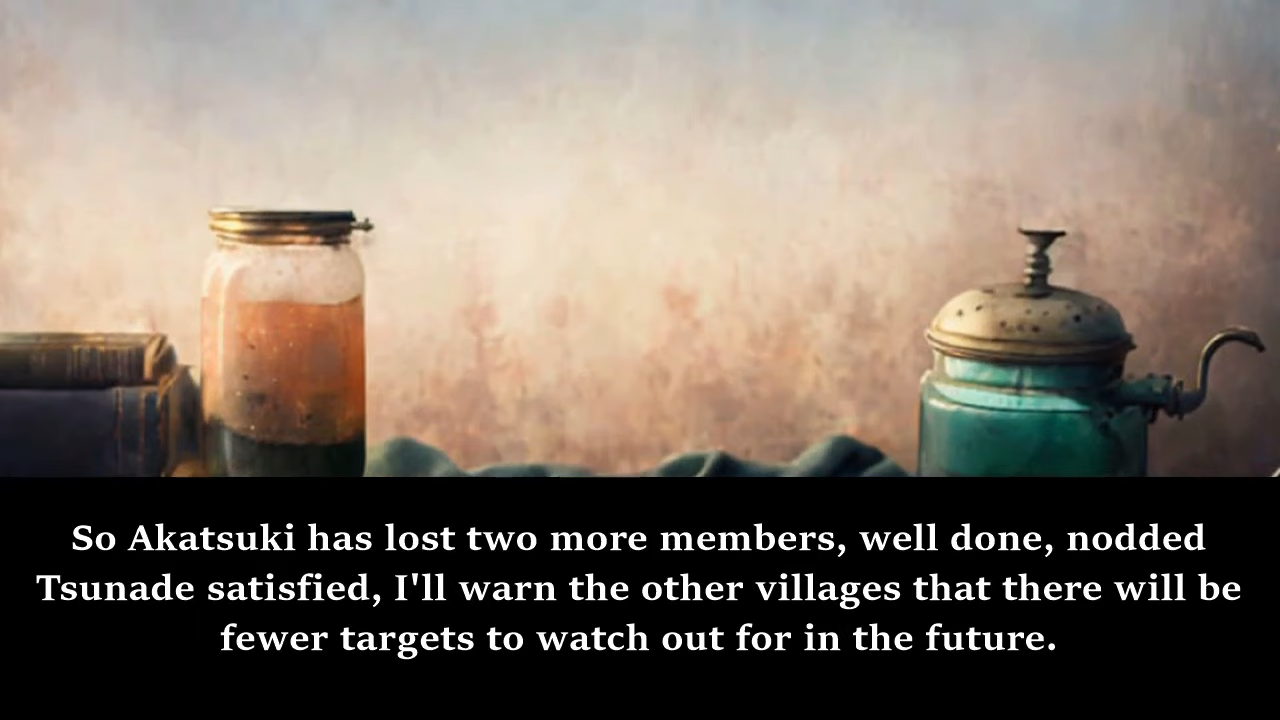 So Akatsuki has lost two more members, well done, nodded
Tsunade satisfied, I'll warn the other villages that there will be
fewer targets to watch out for in the future.